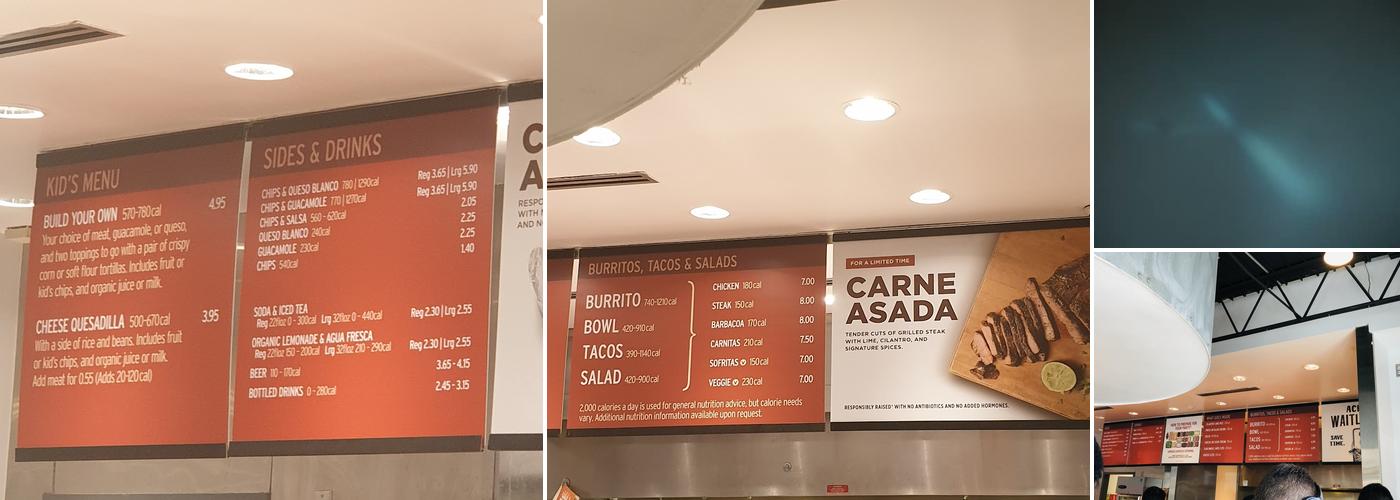 KID'S MENU
BUILD YOUR OWN 570-780cal 4.95
Your choice of meat, guacamole, or queso,
and two toppings to go with a pair of crispy
corn or soft flour tortillas. Includes fruit or
kid's chips, and organic juice or milk.
CHEESE QUESADILLA 500-670cal 3.95
With a side of rice and beans. Includes fruit
or kid's chips, and organic juice or milk.
Add meat for 0.55 (Adds 20-120cal)
SIDES & DRINKS
CHIPS & QUESO BLANCO 780 | 1290cal Reg 3.65 | Lrg 5.90
CHIPS & GUACAMOLE 770 | 1270cal Reg 3.65 | Lrg 5.90
CHIPS & SALSA 560-620cal 2.05
QUESO BLANCO 240cal 2.25
GUACAMOLE 230cal 2.25
CHIPS 540cal 1.40
SODA & ICED TEA Reg 2.30 | Lrg 2.55
Reg 22floz 0-300cal Lrg 32floz 0-440cal
ORGANIC LEMONADE & AGUA FRESCA Reg 2.30 | Lrg 2.55
Reg 22floz 150-200cal Lrg 32floz 210-290cal
BEER 110-170cal 3.65-4.15
BOTTLED DRINKS 0-280cal 2.45-3.15
BURRITOS, TACOS & SALADS
BURRITO 740-1210cal
BOWL 420-910cal
TACOS 390-1140cal
SALAD 420-900cal
CHICKEN 180cal 7.00
STEAK 150cal 8.00
BARBACOA 170cal 8.00
CARNITAS 210cal 7.50
SOFRITAS 150cal 7.00
VEGGIE 230cal 7.00
2,000 calories a day is used for general nutrition advice, but calorie needs
vary. Additional nutrition information available upon request.
FOR A LIMITED TIME
CARNE
ASADA
TENDER CUTS OF GRILLED STEAK
WITH LIME, CILANTRO, AND
SIGNATURE SPICES.
RESPONSIBLY RAISED* WITH NO ANTIBIOTICS AND NO ADDED HORMONES.
BURRITOS, TACOS & SALADS
BURRITO
BOWL
TACOS
SALAD
SAVE
TIME.